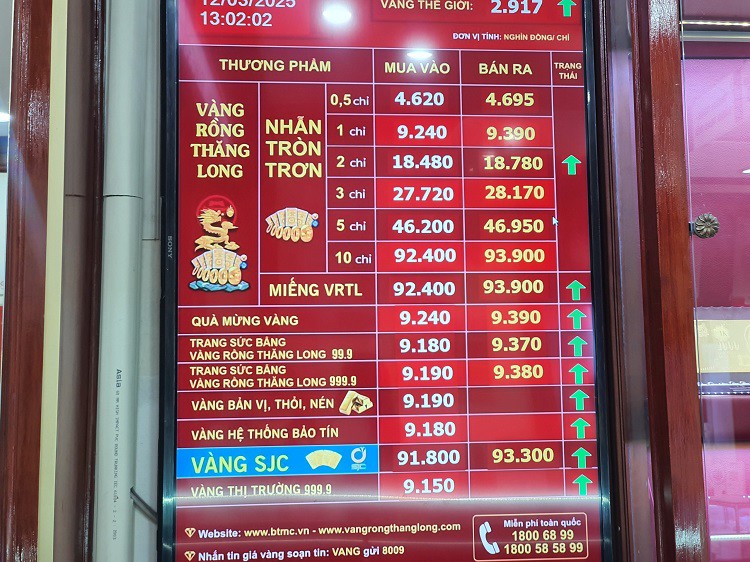 12/03/2025
13:02:02
VÀNG THẾ GIỚI: 2.917
ĐƠN VỊ TÍNH: NGHÌN ĐỒNG/ CHỈ
THƯƠNG PHẨM MUA VÀO BÁN RA TRẠNG THÁI
VÀNG RỒNG THĂNG LONG
NHẪN TRÒN TRƠN
0,5 chỉ 4.620 4.695
1 chỉ 9.240 9.390
2 chỉ 18.480 18.780
3 chỉ 27.720 28.170
5 chỉ 46.200 46.950
10 chỉ 92.400 93.900
MIẾNG VRTL 92.400 93.900
QUÀ MỪNG VÀNG 9.240 9.390
TRANG SỨC BẰNG
VÀNG RỒNG THĂNG LONG 99.9 9.180 9.370
TRANG SỨC BẰNG
VÀNG RỒNG THĂNG LONG 999.9 9.190 9.380
VÀNG BẢN VỊ, THỎI, NÉN 9.190
VÀNG HỆ THỐNG BẢO TÍN 9.180
VÀNG SJC 91.800 93.300
VÀNG THỊ TRƯỜNG 999.9 9.150
Website: www.btmc.vn - www.vangrongthanglong.com
Nhắn tin giá vàng soạn tin: VANG gửi 8009
Miễn phí toàn quốc
1800 68 99
1800 58 58 99
SONY
Asia